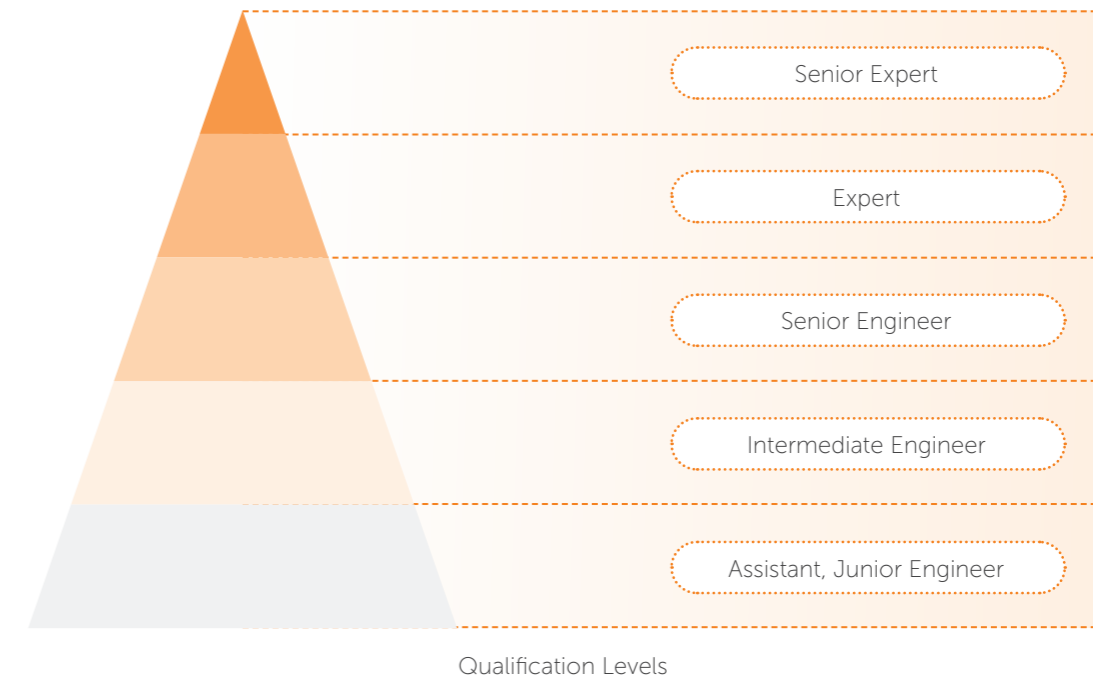 Senior Expert
Expert
Senior Engineer
Intermediate Engineer
Assistant, Junior Engineer
Qualification Levels